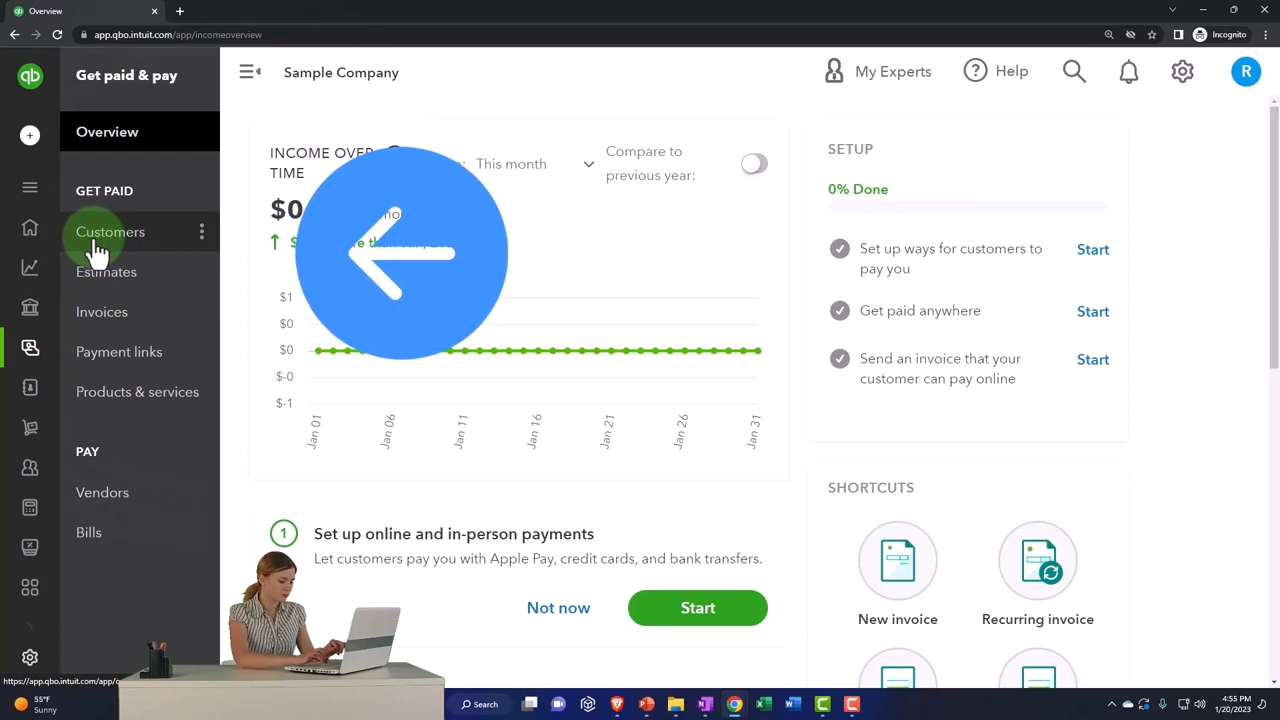 Overview
app.qbo.intuit.com/app/incomeoverview
Incognito
qb
Get paid & pay
Sample Company
My Experts
Help
R
Overview
GET PAID
Customers
Estimates
Invoices
Payment links
Products & services
PAY
Vendors
Bills
INCOME OVER
TIME
This month
Compare to
previous year:
$0
$1
$0
$0
$-0
$-1
Jan 01
Jan 06
Jan 11
Jan 16
Jan 21
Jan 26
Jan 31
1
Set up online and in-person payments
Let customers pay you with Apple Pay, credit cards, and bank transfers.
Not now
Start
SETUP
0% Done
Set up ways for customers to
pay you
Start
Get paid anywhere
Start
Send an invoice that your
customer can pay online
Start
SHORTCUTS
New invoice
Recurring invoice
https://app.qbo.intuit.com/app/c
55°F
Cloudy
Search
4:55 PM
1/20/2023